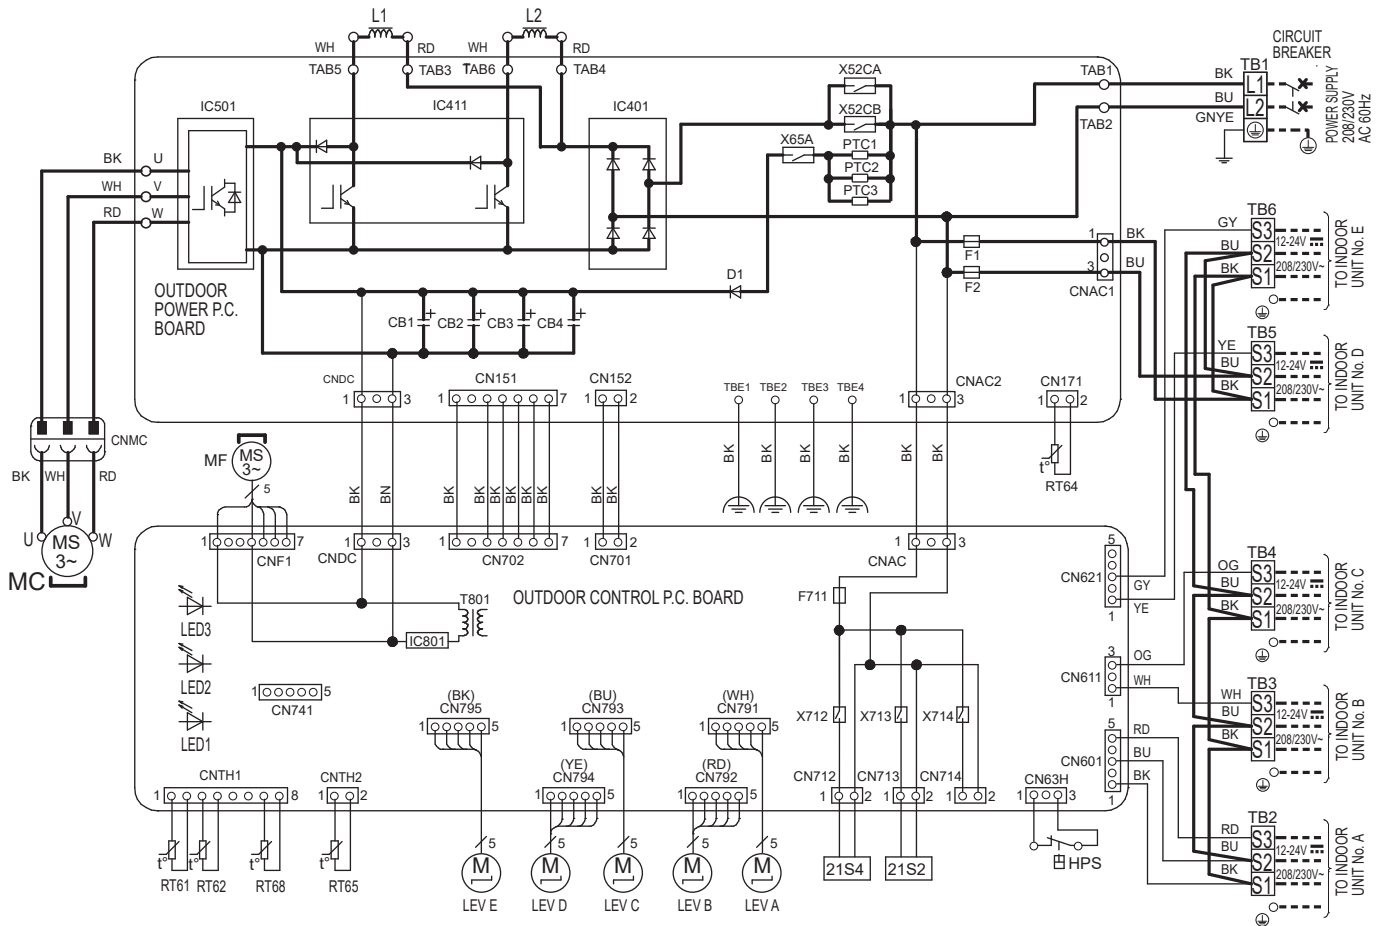 L1
L2
CIRCUIT
BREAKER
WH
RD
WH
RD
TAB5
TAB3
TAB6
TAB4
X52CA
TAB1
BK
TB1
L1
BU
L2
GNYE
POWER SUPPLY
208/230V
AC 60Hz
IC501
IC411
IC401
X52CB
TAB2
X65A
PTC1
PTC2
PTC3
BK
U
WH
V
RD
W
OUTDOOR
POWER P.C.
BOARD
D1
F1
F2
1
3
CNAC1
BK
BU
TB6
GY
S3
BU
12-24V
S2
BK
208/230V~
S1
TO INDOOR
UNIT No. E
CB1
+
CB2
+
CB3
+
CB4
+
TB5
YE
S3
BU
12-24V
S2
BK
208/230V~
S1
TO INDOOR
UNIT No. D
CNDC
1
3
CN151
1
7
CN152
1
2
TBE1
TBE2
TBE3
TBE4
CNAC2
1
3
CN171
1
2
t°
RT64
CNMC
BK
WH
RD
MF
MS
3~
5
BK
BN
BK
BK
BK
BK
BK
BK
BK
BK
BK
BK
BK
BK
BK
BK
U
V
W
MS
3~
MC
1
7
CNF1
CNDC
1
3
1
7
CN702
1
2
CN701
CNAC
1
3
5
CN621
GY
YE
1
TB4
OG
S3
BU
12-24V
S2
BK
208/230V~
S1
TO INDOOR
UNIT No. C
LED3
LED2
LED1
T801
IC801
OUTDOOR CONTROL P.C. BOARD
F711
3
CN611
OG
WH
1
TB3
WH
S3
BU
12-24V
S2
BK
208/230V~
S1
TO INDOOR
UNIT No. B
1
5
CN741
(BK)
CN795
1
5
(BU)
CN793
1
5
(WH)
CN791
1
5
X712
X713
X714
5
CN601
RD
BU
BK
1
(YE)
CN794
1
5
(RD)
CN792
1
5
CNTH1
1
8
CNTH2
1
2
CN712
1
2
CN713
1
2
CN714
1
2
CN63H
1
3
TB2
RD
S3
BU
12-24V
S2
BK
208/230V~
S1
TO INDOOR
UNIT No. A
t°
RT61
t°
RT62
t°
RT68
t°
RT65
5
M
LEV E
5
M
LEV D
5
M
LEV C
5
M
LEV B
5
M
LEV A
21S4
21S2
HPS